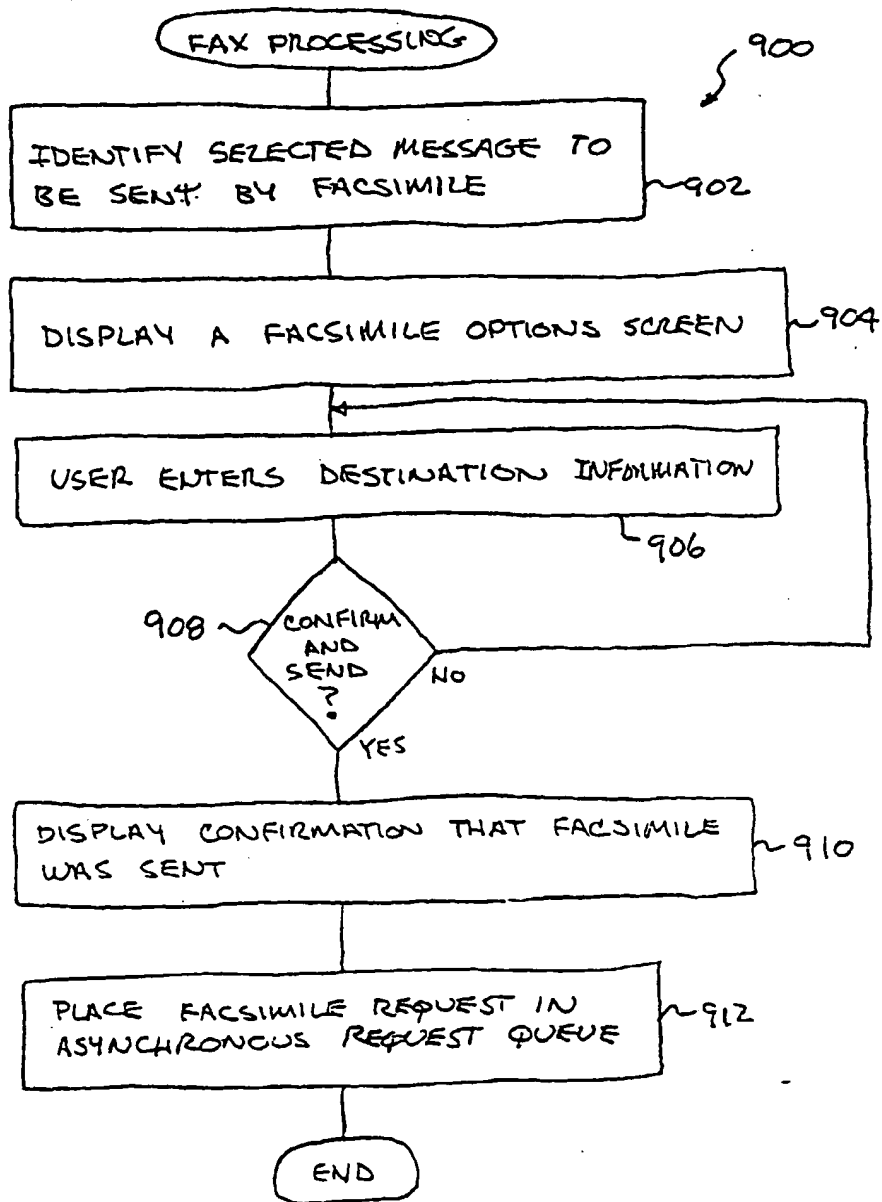 FAX PROCESSING
900
IDENTIFY SELECTED MESSAGE TO
BE SENT BY FACSIMILE
902
DISPLAY A FACSIMILE OPTIONS SCREEN
904
USER ENTERS DESTINATION INFORMATION
906
908
CONFIRM
AND
SEND
?
NO
YES
DISPLAY CONFIRMATION THAT FACSIMILE
WAS SENT
910
PLACE FACSIMILE REQUEST IN
ASYNCHRONOUS REQUEST QUEUE
912
END